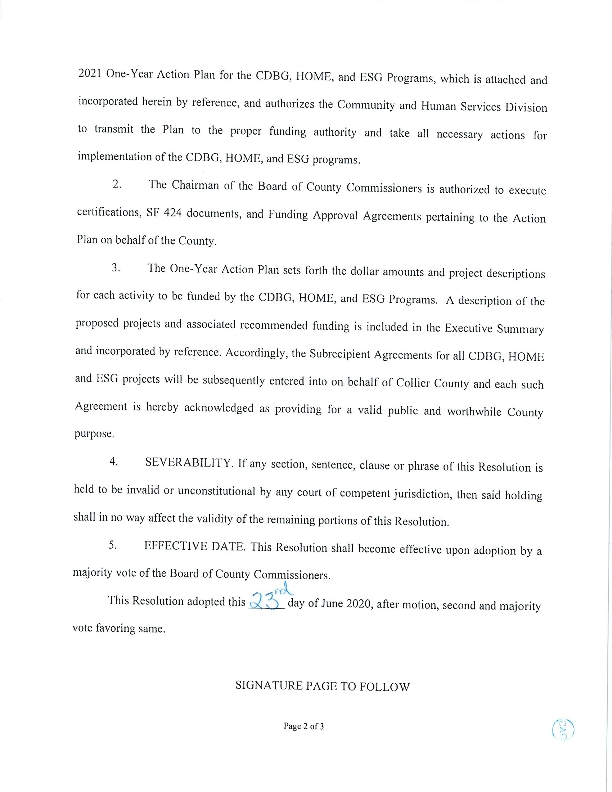 2021 One-Year Action Plan for the CDBG, HOME, and ESG Programs, which is attached and
incorporated herein by reference, and authorizes the Community and Human Services Division
to transmit the Plan to the proper funding authority and take all necessary actions for
implementation of the CDBG, HOME, and ESG programs.
2. The Chairman of the Board of County Commissioners is authorized to execute
certifications, SF 424 documents, and Funding Approval Agreements pertaining to the Action
Plan on behalf of the County.
3. The One-Year Action Plan sets forth the dollar amounts and project descriptions
for each activity to be funded by the CDBG, HOME, and ESG Programs. A description of the
proposed projects and associated recommended funding is included in the Executive Summary
and incorporated by reference. Accordingly, the Subrecipient Agreements for all CDBG, HOME
and ESG projects will be subsequently entered into on behalf of Collier County and each such
Agreement is hereby acknowledged as providing for a valid public and worthwhile County
purpose.
4. SEVERABILITY. If any section, sentence, clause or phrase of this Resolution is
held to be invalid or unconstitutional by any court of competent jurisdiction, then said holding
shall in no way affect the validity of the remaining portions of this Resolution.
5. EFFECTIVE DATE. This Resolution shall become effective upon adoption by a
majority vote of the Board of County Commissioners.
This Resolution adopted this 23rd day of June 2020, after motion, second and majority
vote favoring same.
SIGNATURE PAGE TO FOLLOW
Page 2 of 3